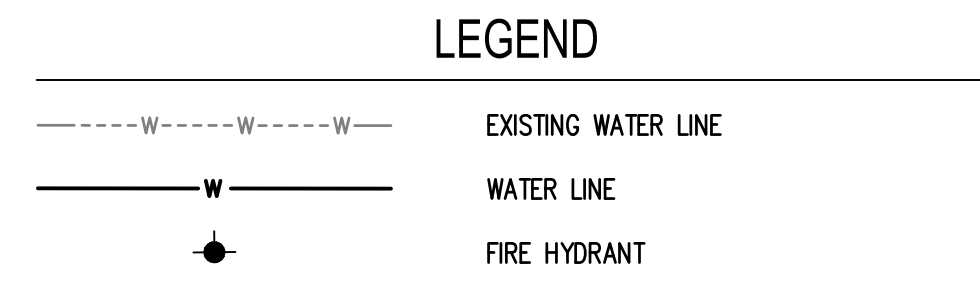 LEGEND
W W W EXISTING WATER LINE
W WATER LINE
FIRE HYDRANT